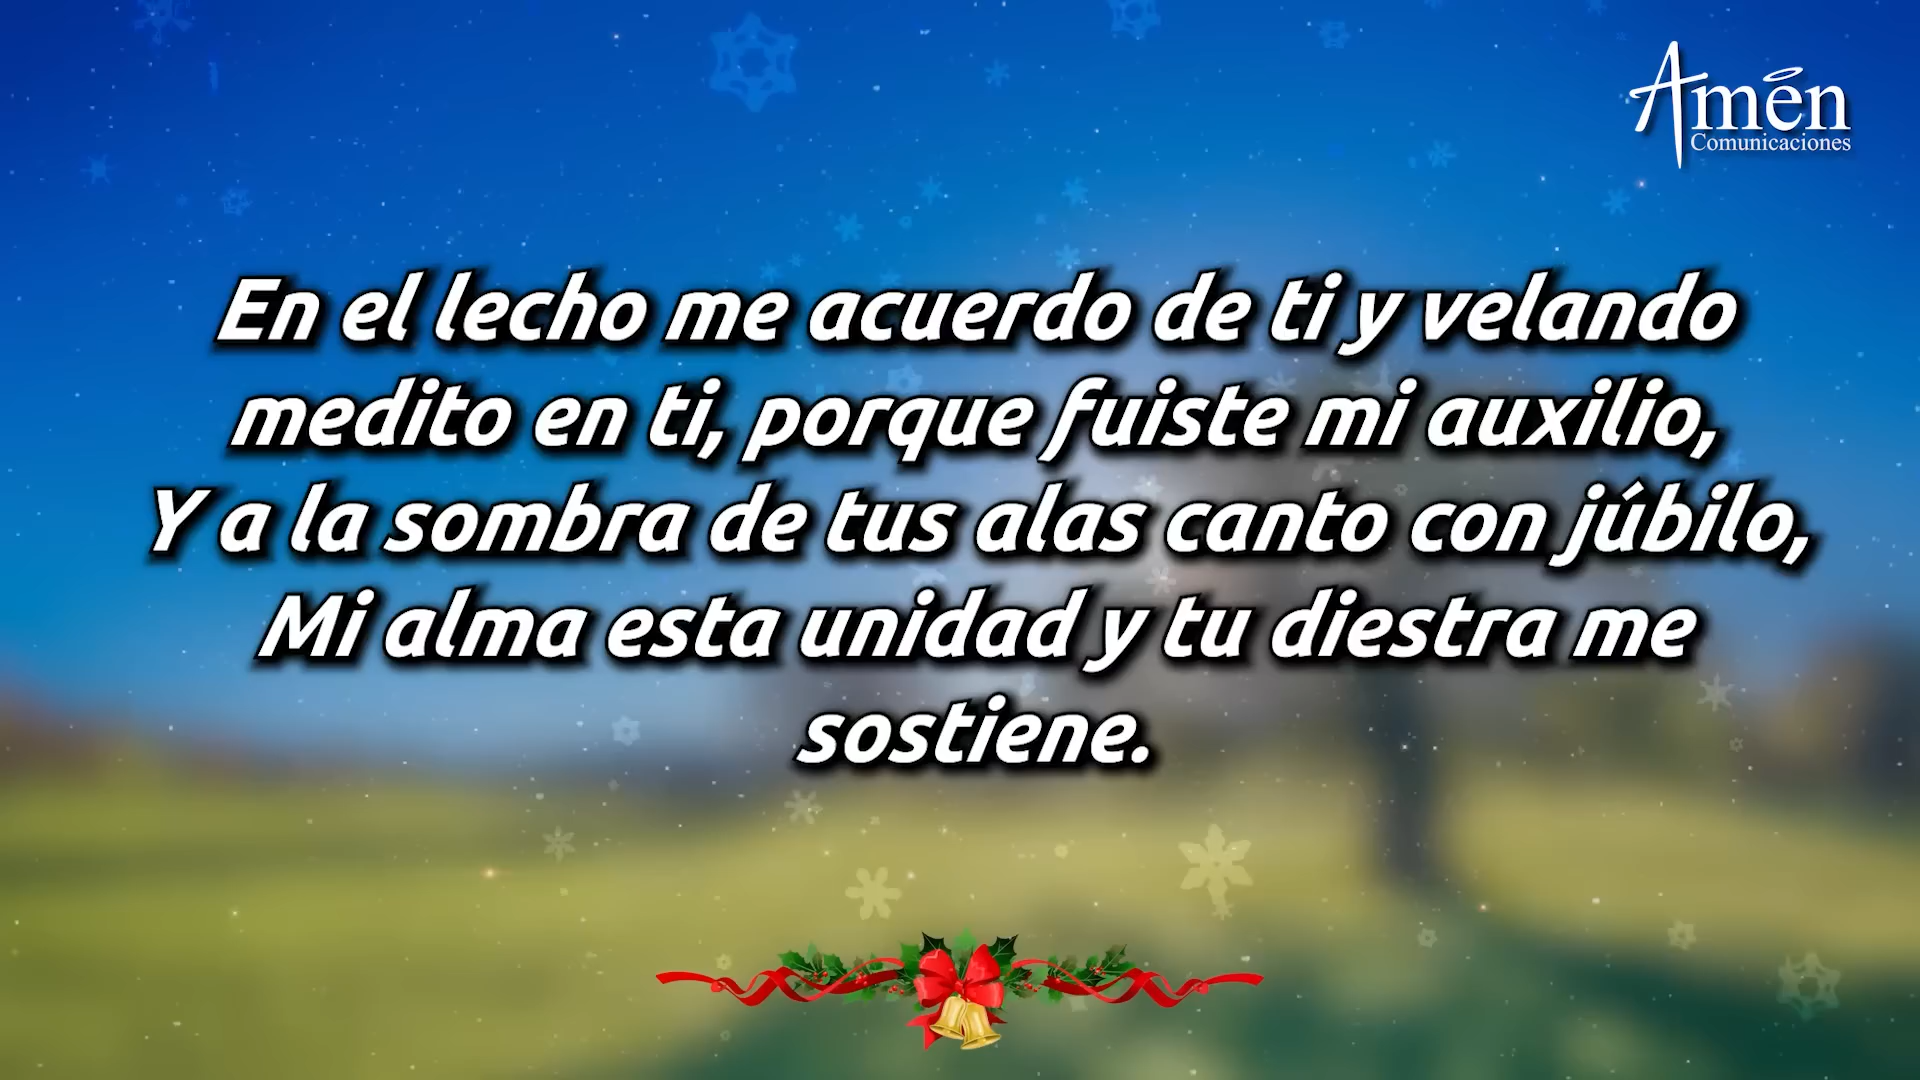 Amén
Comunicaciones
En el lecho me acuerdo de ti y velando
medito en ti, porque fuiste mi auxilio,
Y a la sombra de tus alas canto con júbilo,
Mi alma esta unidad y tu diestra me
sostiene.